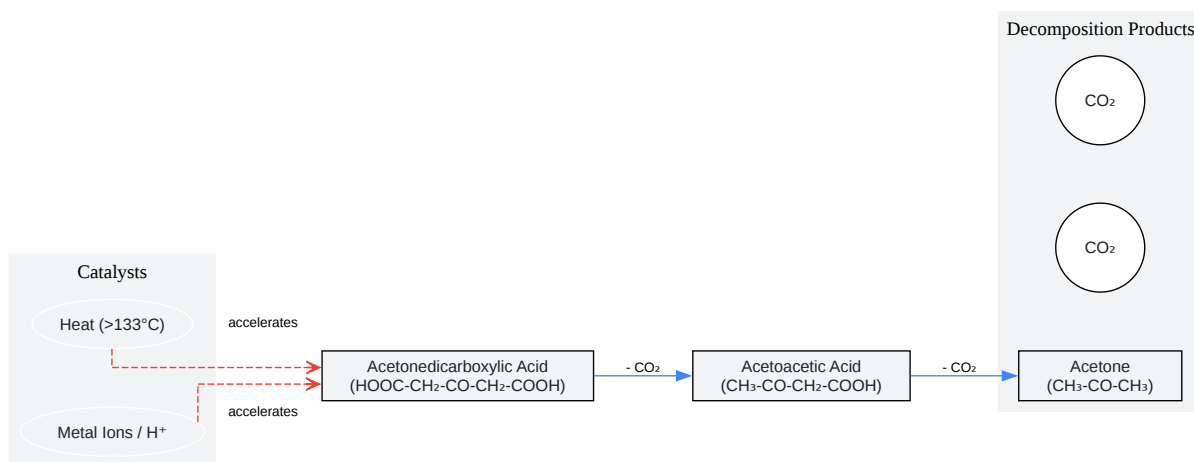 Decomposition Products
CO₂
CO₂
Catalysts
Heat (>133°C)
accelerates
Acetonedicarboxylic Acid
(HOOC-CH₂-CO-CH₂-COOH)
- CO₂
Acetoacetic Acid
(CH₃-CO-CH₂-COOH)
- CO₂
Acetone
(CH₃-CO-CH₃)
accelerates
Metal Ions / H⁺